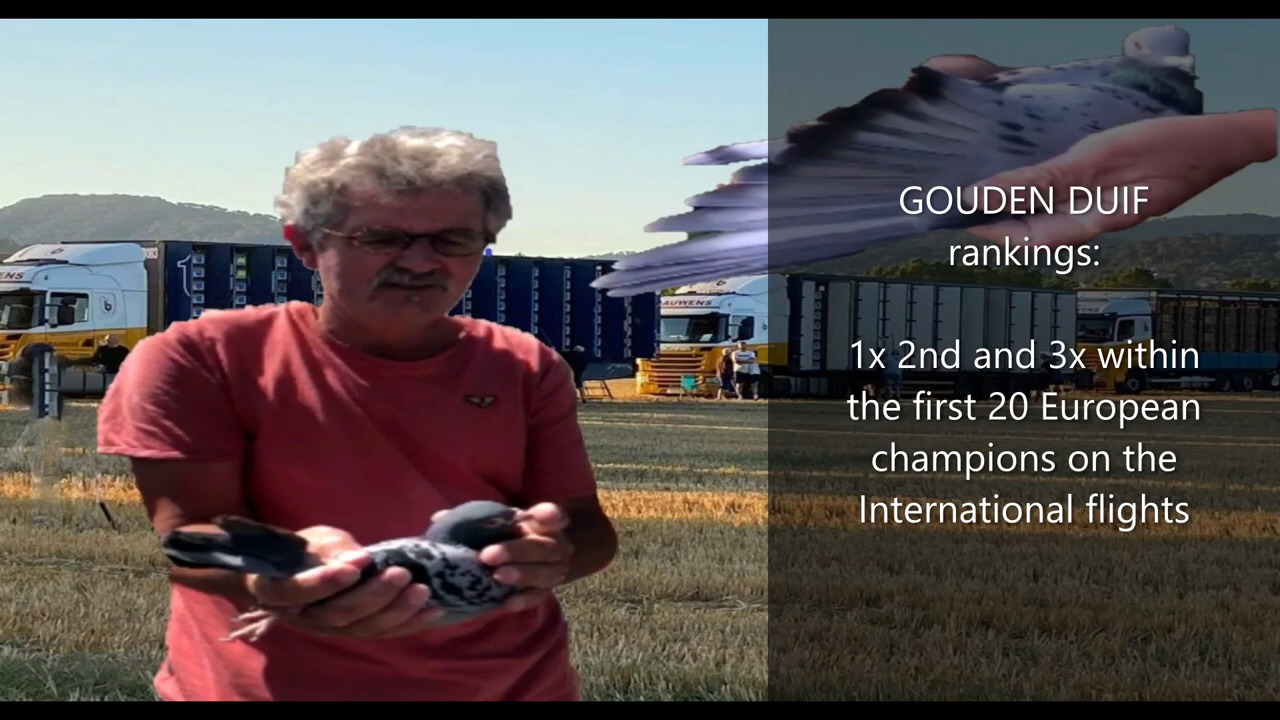 GOUDEN DUIF
rankings:
1x 2nd and 3x within
the first 20 European
champions on the
International flights